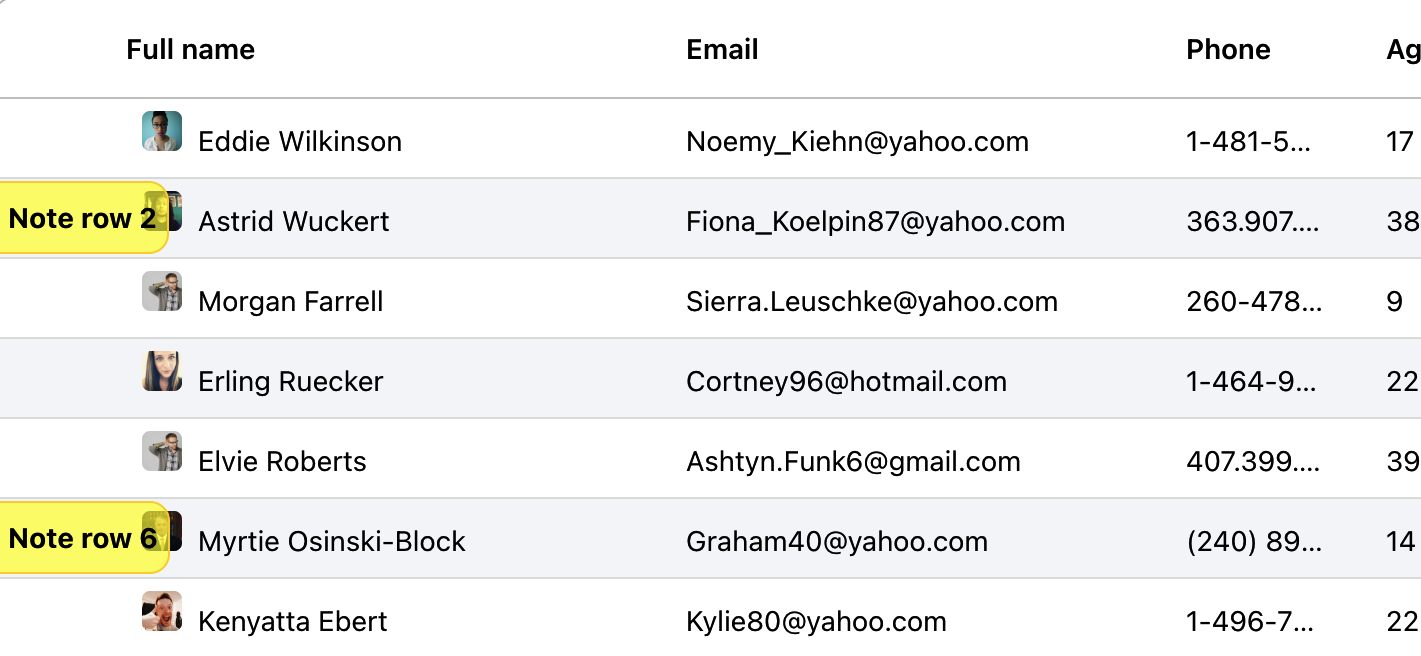 Full name Email Phone Ag
Eddie Wilkinson Noemy_Kiehn@yahoo.com 1-481-5... 17
Note row 2 Astrid Wuckert Fiona_Koelpin87@yahoo.com 363.907.... 38
Morgan Farrell Sierra.Leuschke@yahoo.com 260-478... 9
Erling Ruecker Cortney96@hotmail.com 1-464-9... 22
Elvie Roberts Ashtyn.Funk6@gmail.com 407.399.... 39
Note row 6 Myrtie Osinski-Block Graham40@yahoo.com (240) 89... 14
Kenyatta Ebert Kylie80@yahoo.com 1-496-7... 22